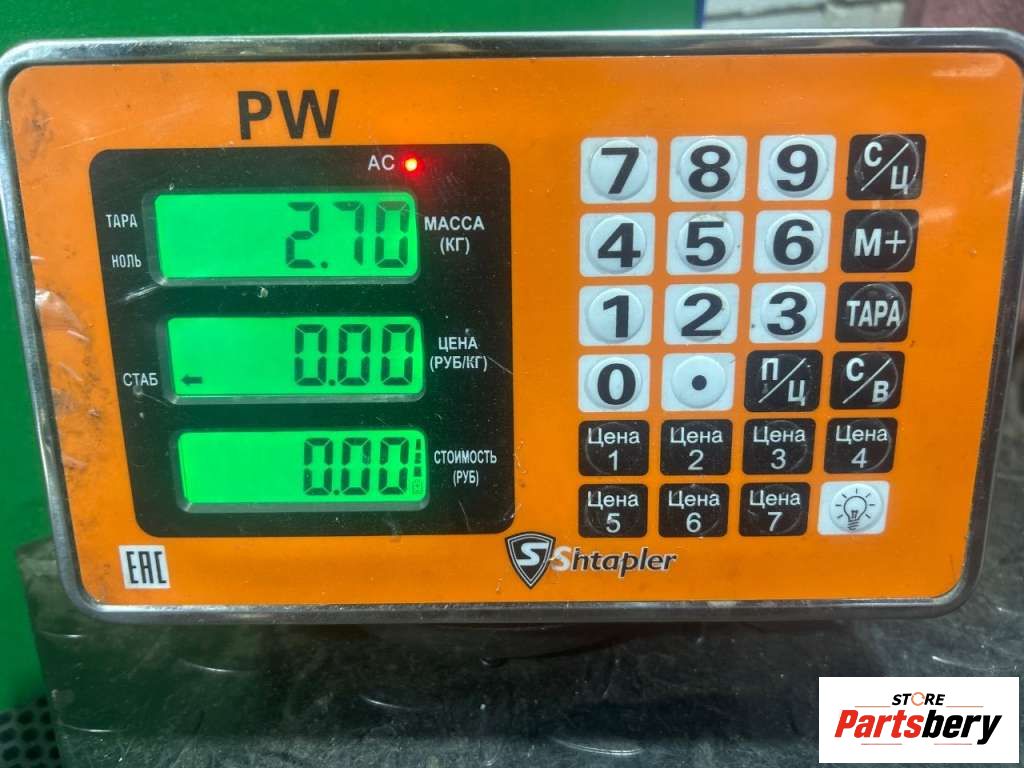 PW
AC
ТАРА
НОЛЬ
2.70
МАССА
(КГ)
СТАБ
0.00
ЦЕНА
(РУБ/КГ)
0.00
СТОИМОСТЬ
(РУБ)
7 8 9 С/Ц
4 5 6 М+
1 2 3 ТАРА
0 • П/Ц С/В
Цена 1 Цена 2 Цена 3 Цена 4
Цена 5 Цена 6 Цена 7
EAC
S Shtapler
STORE
Partsbery